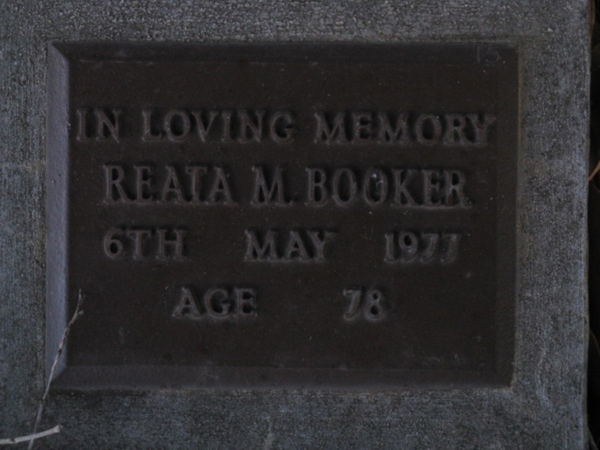 IN LOVING MEMORY
REATA M. BOOKER
6TH MAY 1977
AGE 78